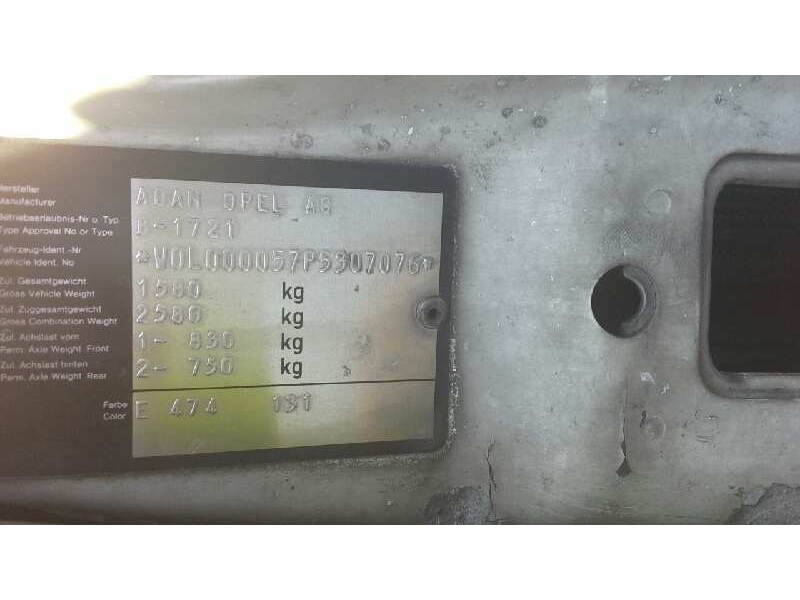 Hersteller
Manufacturer
ADAM OPEL AG
Betriebserlaubnis-Nr o. Typ
Type Approval No or Type
B-1721
Fahrzeug-Ident.-Nr
Vehicle Ident. No
*W0L000057P5307076*
Zul. Gesamtgewicht
Gross Vehicle Weight
1580 kg
Zul. Zuggesamtgewicht
Gross Combination Weight
2580 kg
Zul. Achslast vorn
Perm. Axle Weight Front
1- 830 kg
Zul. Achslast hinten
Perm. Axle Weight Rear
2- 750 kg
Farbe
Color
E 474 131